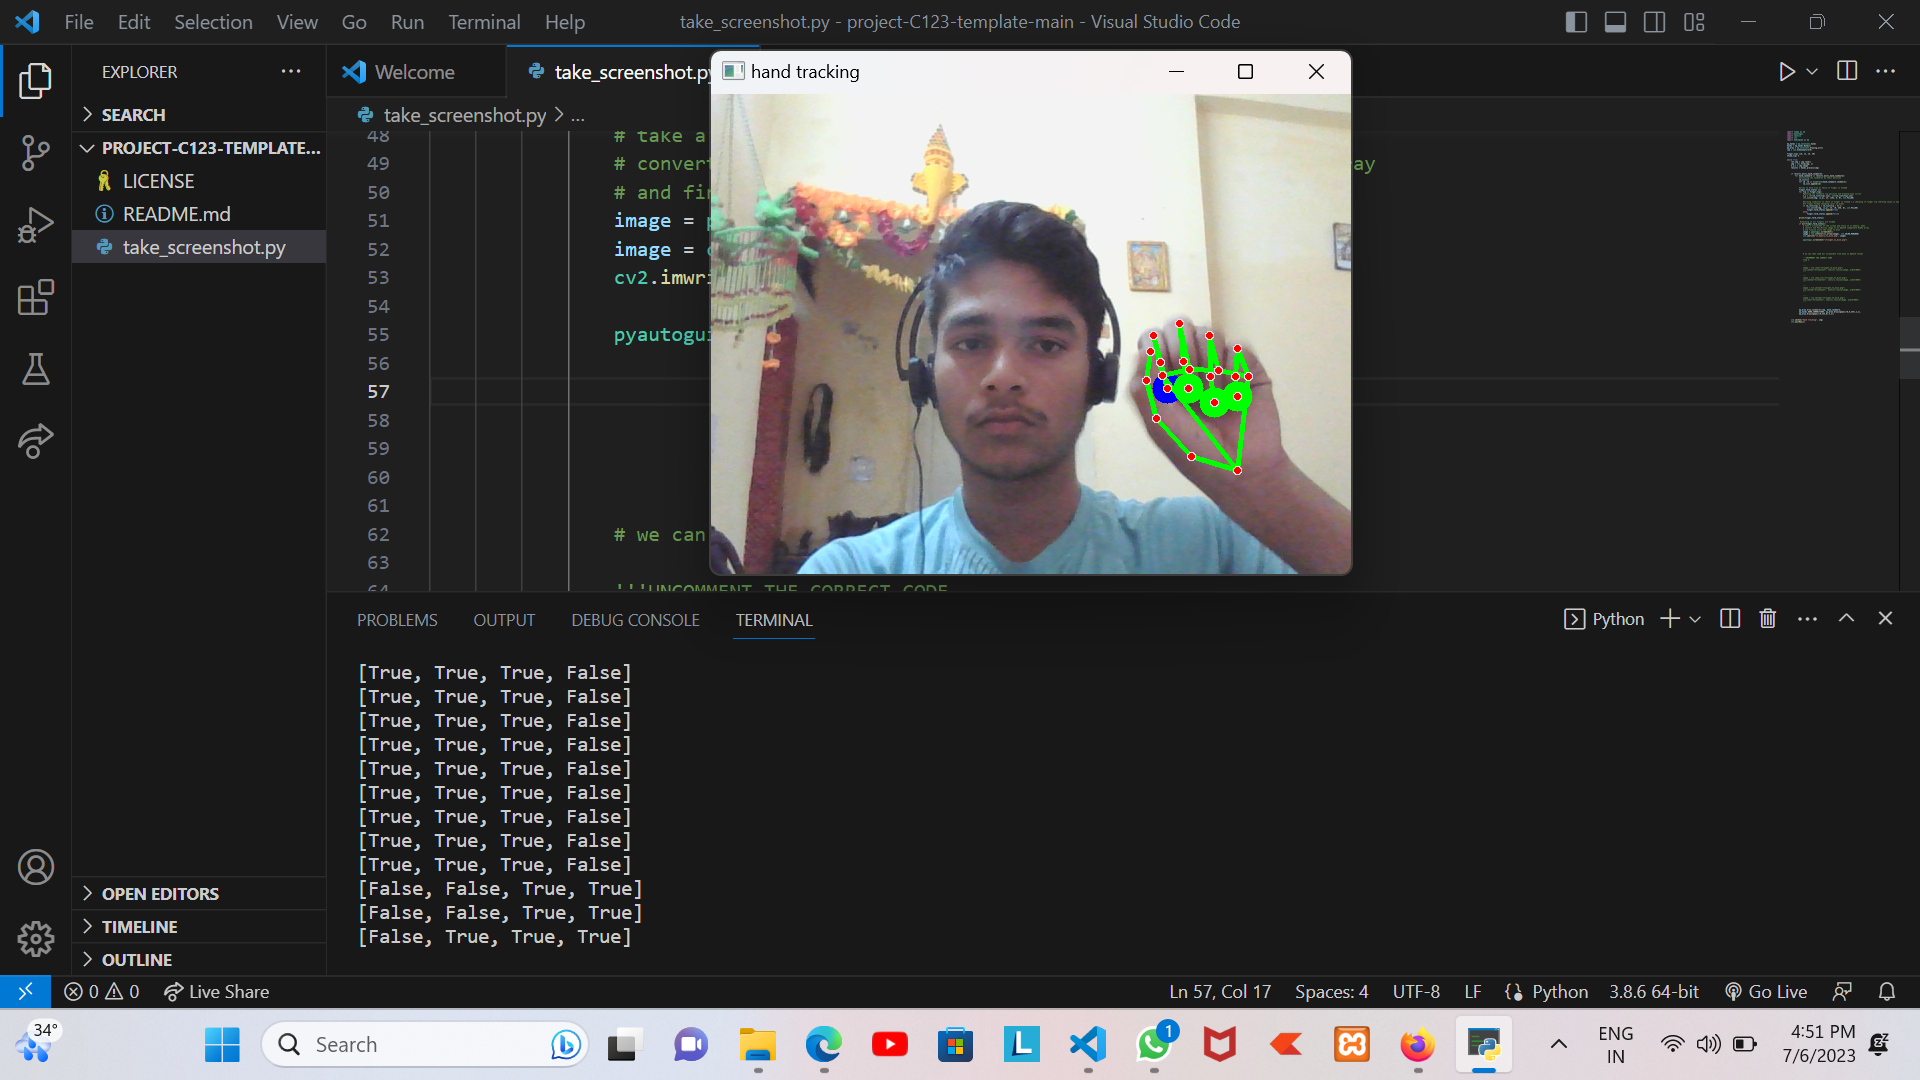 File Edit Selection View Go Run Terminal Help
take_screenshot.py - project-C123-template-main - Visual Studio Code
EXPLORER
SEARCH
PROJECT-C123-TEMPLATE...
LICENSE
README.md
take_screenshot.py
OPEN EDITORS
TIMELINE
OUTLINE
Welcome
take_screenshot.py
take_screenshot.py > ...
hand tracking
48 # take a
49 # conver ay
50 # and fi
51 image = p
52 image =
53 cv2.imwri
54
55 pyautogui
56
57
58
59
60
61
62 # we can
63
64 '''UNCOMMENT THE CORRECT CODE
PROBLEMS OUTPUT DEBUG CONSOLE TERMINAL
Python
[True, True, True, False]
[True, True, True, False]
[True, True, True, False]
[True, True, True, False]
[True, True, True, False]
[True, True, True, False]
[True, True, True, False]
[True, True, True, False]
[True, True, True, False]
[False, False, True, True]
[False, False, True, True]
[False, True, True, True]
0 0 Live Share
Ln 57, Col 17 Spaces: 4 UTF-8 LF Python 3.8.6 64-bit Go Live
34°
Search
L
1
ENG
IN
4:51 PM
7/6/2023